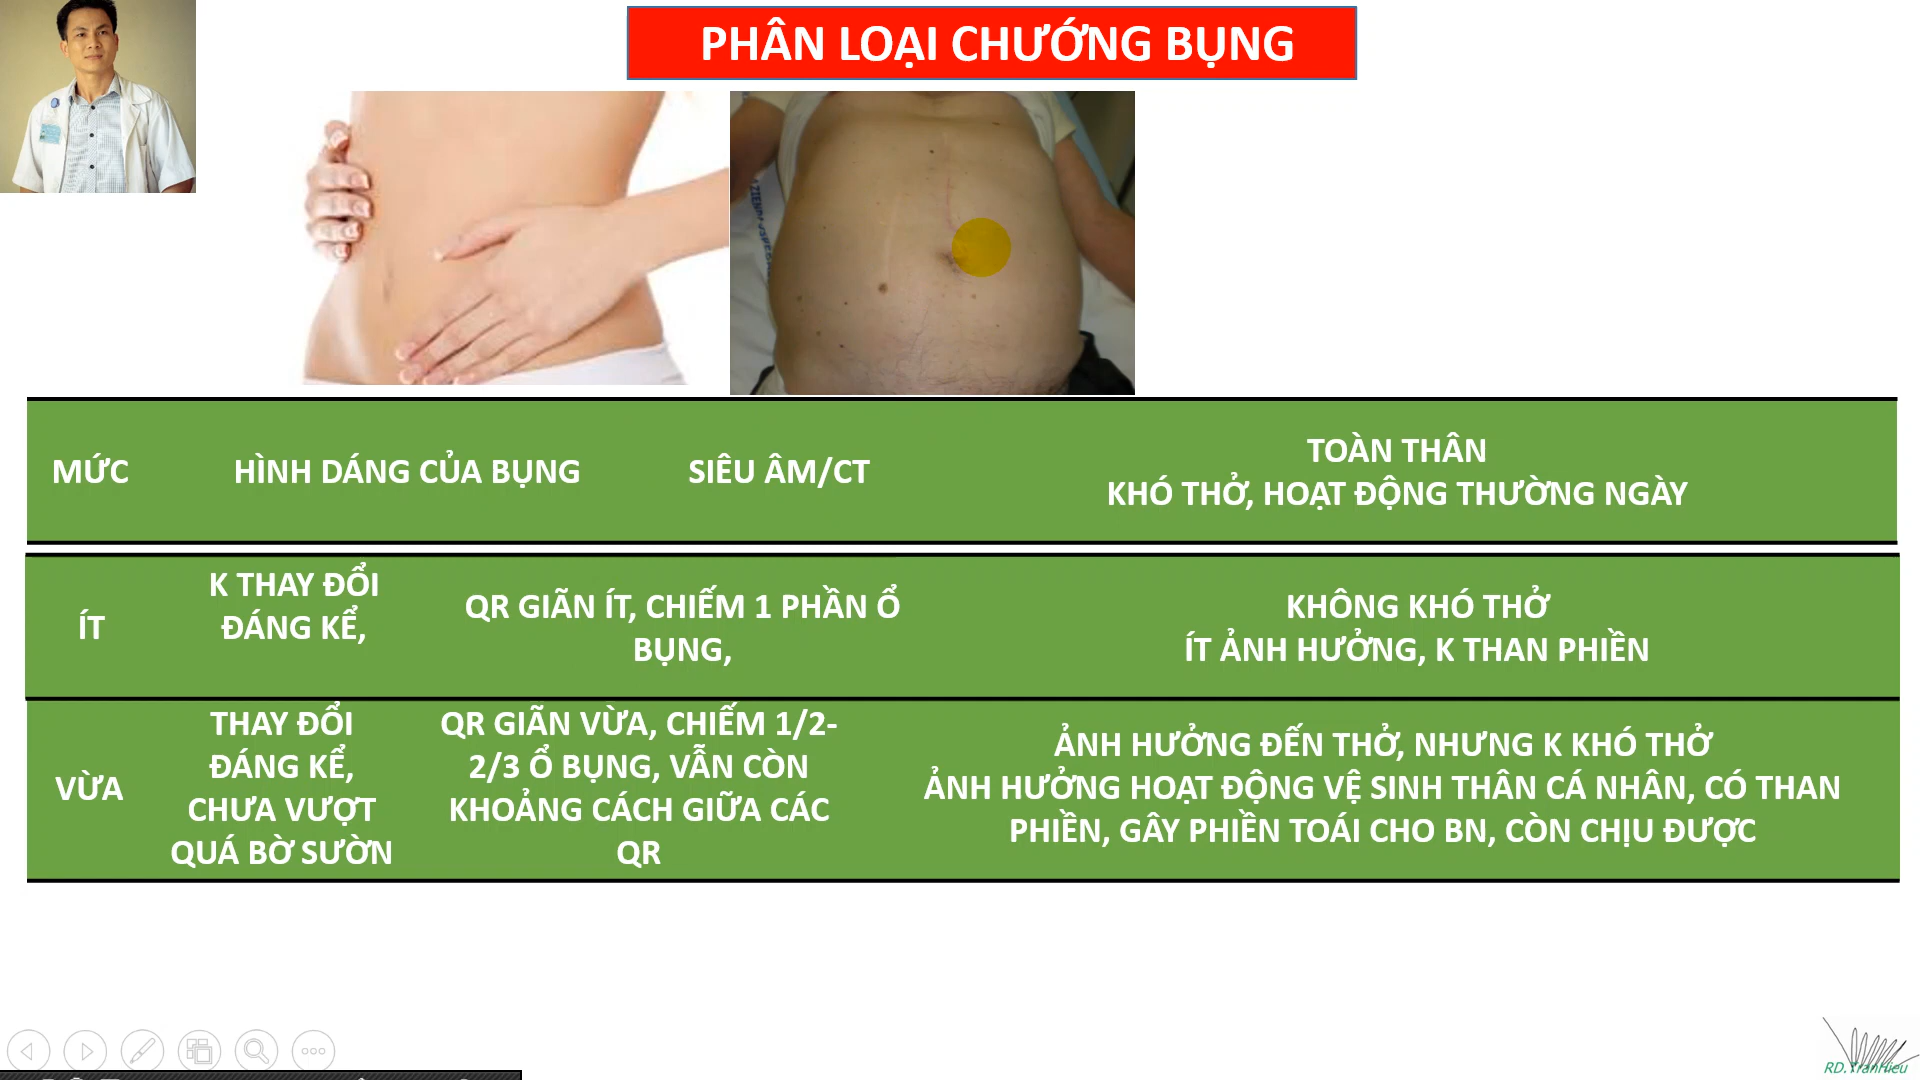 PHÂN LOẠI CHƯỚNG BỤNG
MỨC
HÌNH DÁNG CỦA BỤNG
SIÊU ÂM/CT
TOÀN THÂN
KHÓ THỞ, HOẠT ĐỘNG THƯỜNG NGÀY
ÍT
K THAY ĐỔI
ĐÁNG KỂ,
QR GIÃN ÍT, CHIẾM 1 PHẦN Ổ
BỤNG,
KHÔNG KHÓ THỞ
ÍT ẢNH HƯỞNG, K THAN PHIỀN
VỪA
THAY ĐỔI
ĐÁNG KỂ,
CHƯA VƯỢT
QUÁ BỜ SƯỜN
QR GIÃN VỪA, CHIẾM 1/2-
2/3 Ổ BỤNG, VẪN CÒN
KHOẢNG CÁCH GIỮA CÁC
QR
ẢNH HƯỞNG ĐẾN THỞ, NHƯNG K KHÓ THỞ
ẢNH HƯỞNG HOẠT ĐỘNG VỆ SINH THÂN CÁ NHÂN, CÓ THAN
PHIỀN, GÂY PHIỀN TOÁI CHO BN, CÒN CHỊU ĐƯỢC
RD.TranHieu